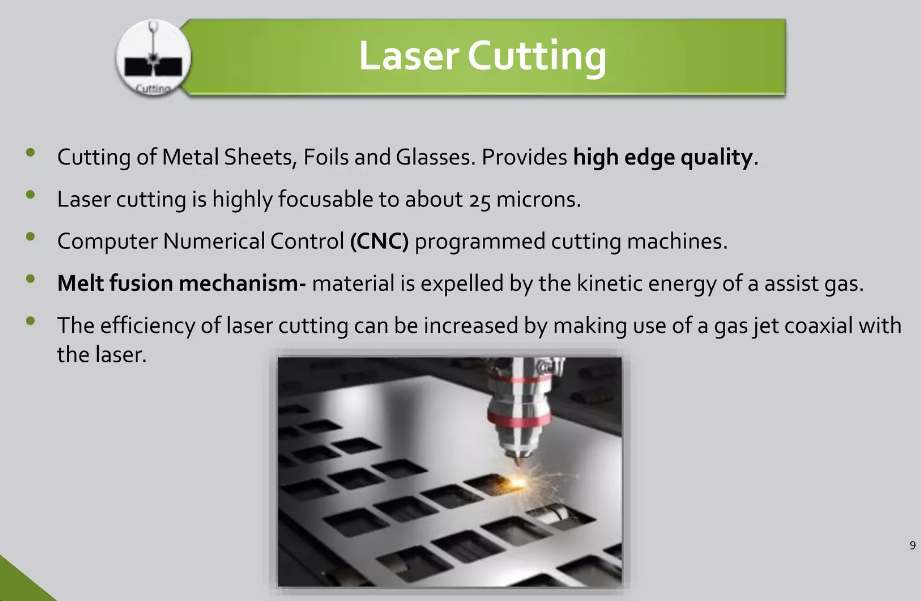 Laser Cutting
Cutting
• Cutting of Metal Sheets, Foils and Glasses. Provides high edge quality.
• Laser cutting is highly focusable to about 25 microns.
• Computer Numerical Control (CNC) programmed cutting machines.
• Melt fusion mechanism- material is expelled by the kinetic energy of a assist gas.
• The efficiency of laser cutting can be increased by making use of a gas jet coaxial with
the laser.
9